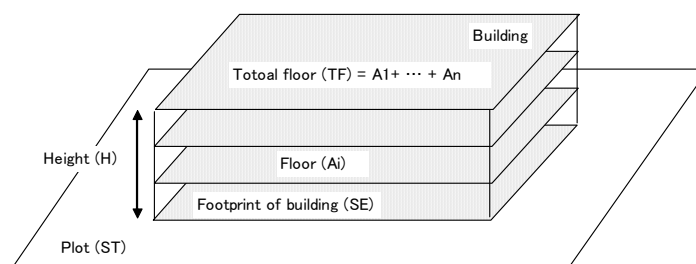 Building
Totoal floor (TF) = A1+ ··· + An
Height (H)
Floor (Ai)
Footprint of building (SE)
Plot (ST)